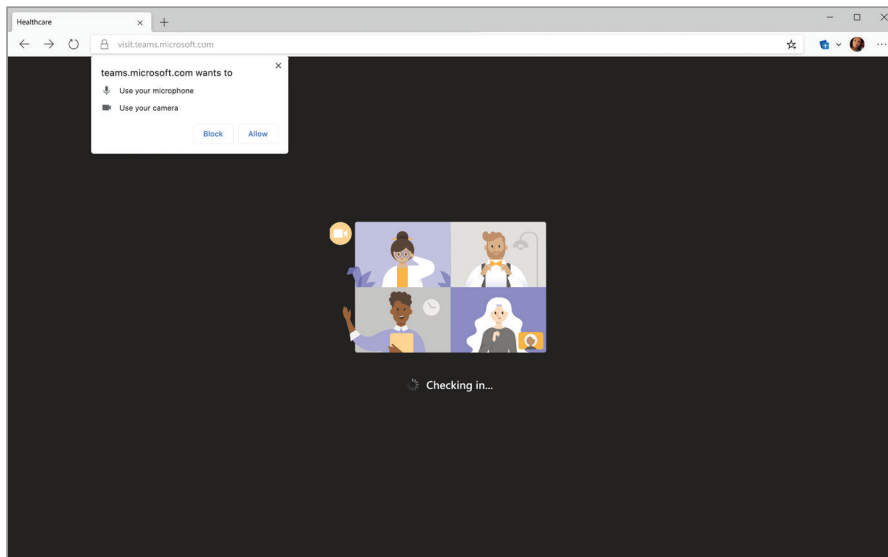 Healthcare
visit.teams.microsoft.com
teams.microsoft.com wants to
Use your microphone
Use your camera
Block Allow
Checking in...